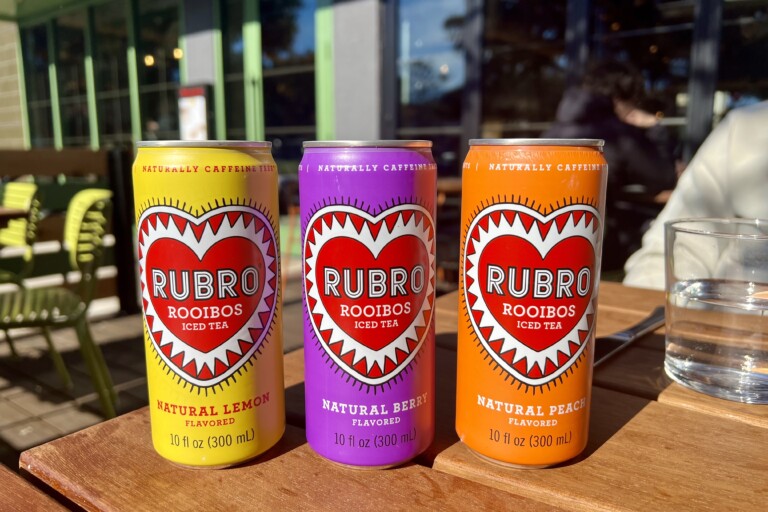 NATURALLY CAFFEINE FREE
RUBRO
ROOIBOS
ICED TEA
NATURAL LEMON
FLAVORED
10 fl oz (300 mL)
NATURALLY CAFFEINE
RUBRO
ROOIBOS
ICED TEA
NATURAL BERRY
FLAVORED
10 fl oz (300 mL)
NATURALLY CAFFEINE
RUBRO
ROOIBOS
ICED TEA
NATURAL PEACH
FLAVORED
10 fl oz (300 mL)